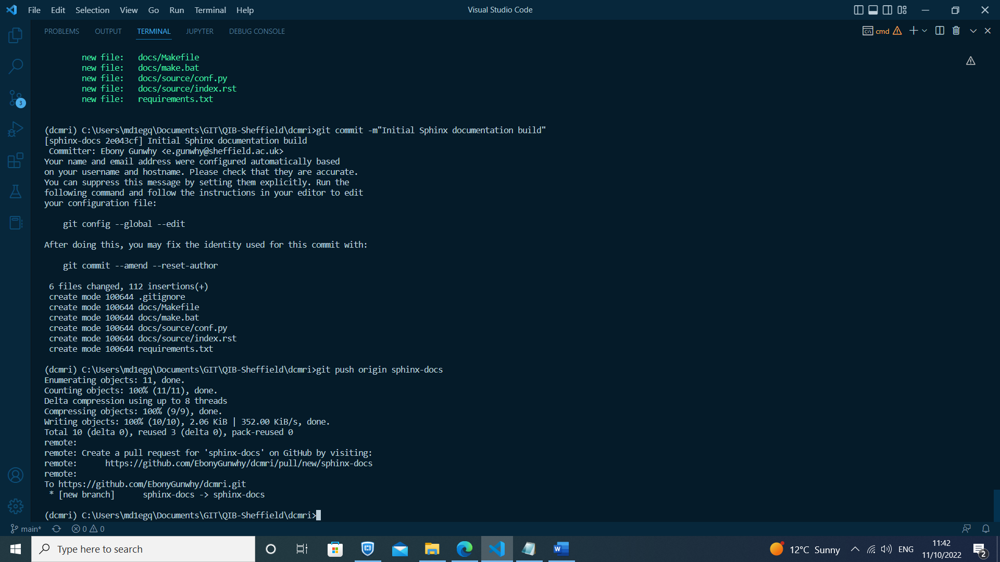 File Edit Selection View Go Run Terminal Help
Visual Studio Code
PROBLEMS OUTPUT TERMINAL JUPYTER DEBUG CONSOLE
cmd
new file: docs/Makefile
new file: docs/make.bat
new file: docs/source/conf.py
new file: docs/source/index.rst
new file: requirements.txt
3
(dcmri) C:\Users\md1egq\Documents\GIT\QIB-Sheffield\dcmri>git commit -m"Initial Sphinx documentation build"
[sphinx-docs 2e043cf] Initial Sphinx documentation build
Committer: Ebony Gunwhy <e.gunwhy@sheffield.ac.uk>
Your name and email address were configured automatically based
on your username and hostname. Please check that they are accurate.
You can suppress this message by setting them explicitly. Run the
following command and follow the instructions in your editor to edit
your configuration file:
git config --global --edit
After doing this, you may fix the identity used for this commit with:
git commit --amend --reset-author
6 files changed, 112 insertions(+)
create mode 100644 .gitignore
create mode 100644 docs/Makefile
create mode 100644 docs/make.bat
create mode 100644 docs/source/conf.py
create mode 100644 docs/source/index.rst
create mode 100644 requirements.txt
(dcmri) C:\Users\md1egq\Documents\GIT\QIB-Sheffield\dcmri>git push origin sphinx-docs
Enumerating objects: 11, done.
Counting objects: 100% (11/11), done.
Delta compression using up to 8 threads
Compressing objects: 100% (9/9), done.
Writing objects: 100% (10/10), 2.06 KiB | 352.00 KiB/s, done.
Total 10 (delta 0), reused 3 (delta 0), pack-reused 0
remote:
remote: Create a pull request for 'sphinx-docs' on GitHub by visiting:
remote: https://github.com/EbonyGunwhy/dcmri/pull/new/sphinx-docs
remote:
To https://github.com/EbonyGunwhy/dcmri.git
* [new branch] sphinx-docs -> sphinx-docs
(dcmri) C:\Users\md1egq\Documents\GIT\QIB-Sheffield\dcmri>
main* 0 0
Type here to search
W
12°C Sunny
ENG
11:42
11/10/2022
2